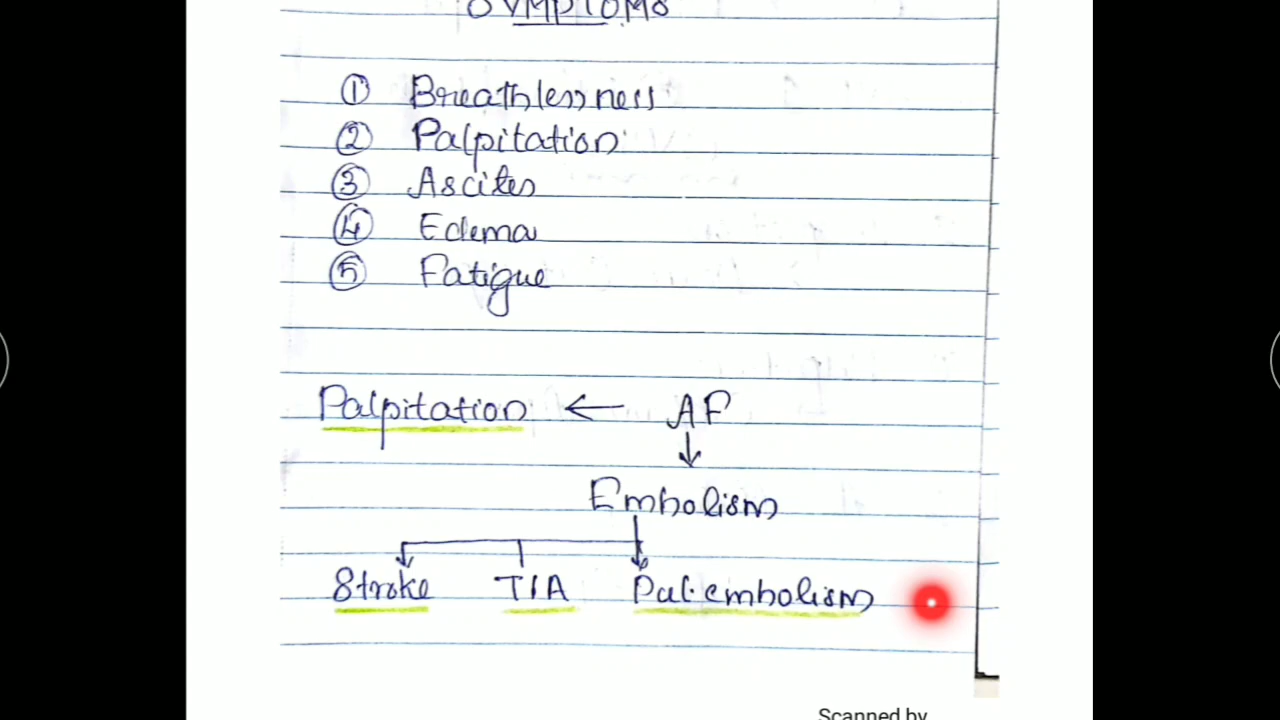 SYMPTOMS
① Breathlessness
② Palpitation
③ Ascites
④ Edema
⑤ Fatigue
Palpitation ← AF
↓
Embolism
Stroke TIA Pul. embolism
Scanned by